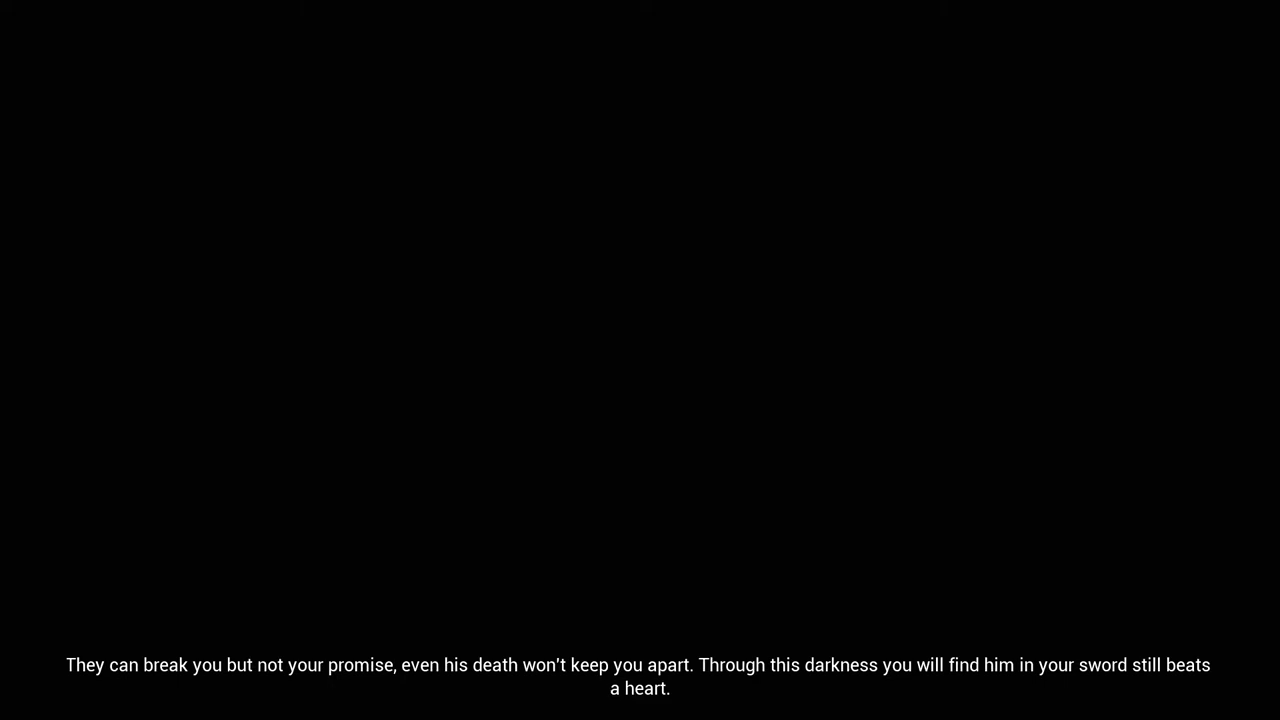 They can break you but not your promise, even his death won't keep you apart. Through this darkness you will find him in your sword still beats
a heart.